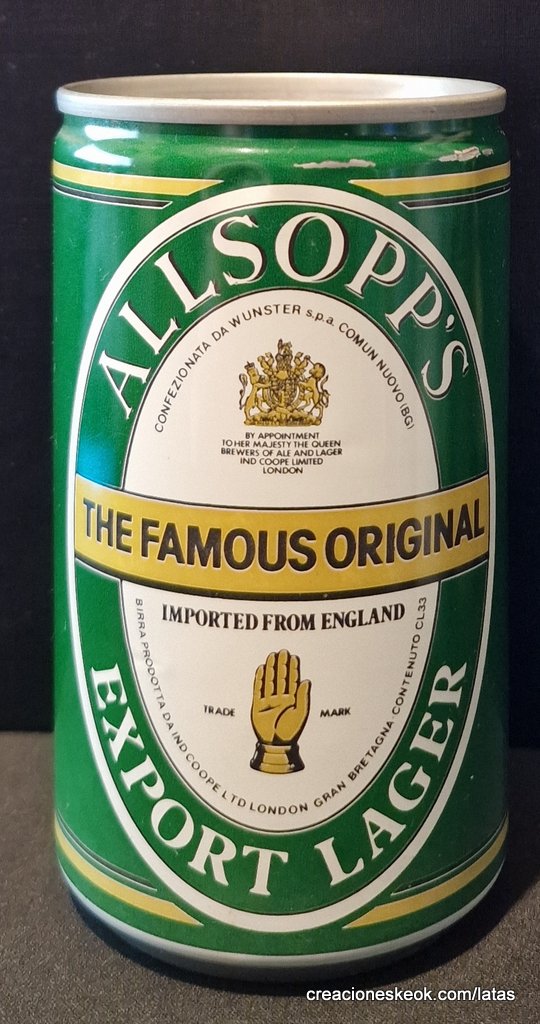 ALLSOPP'S
CONFEZIONATA DA WUNSTER s.p.a. COMUN NUOVO (BG)
BY APPOINTMENT
TO HER MAJESTY THE QUEEN
BREWERS OF ALE AND LAGER
IND COOPE LIMITED
LONDON
THE FAMOUS ORIGINAL
IMPORTED FROM ENGLAND
TRADE MARK
BIRRA PRODOTTA DA IND COOPE LTD LONDON GRAN BRETAGNA CONTENUTO CL33
EXPORT LAGER
creacioneskeok.com/latas